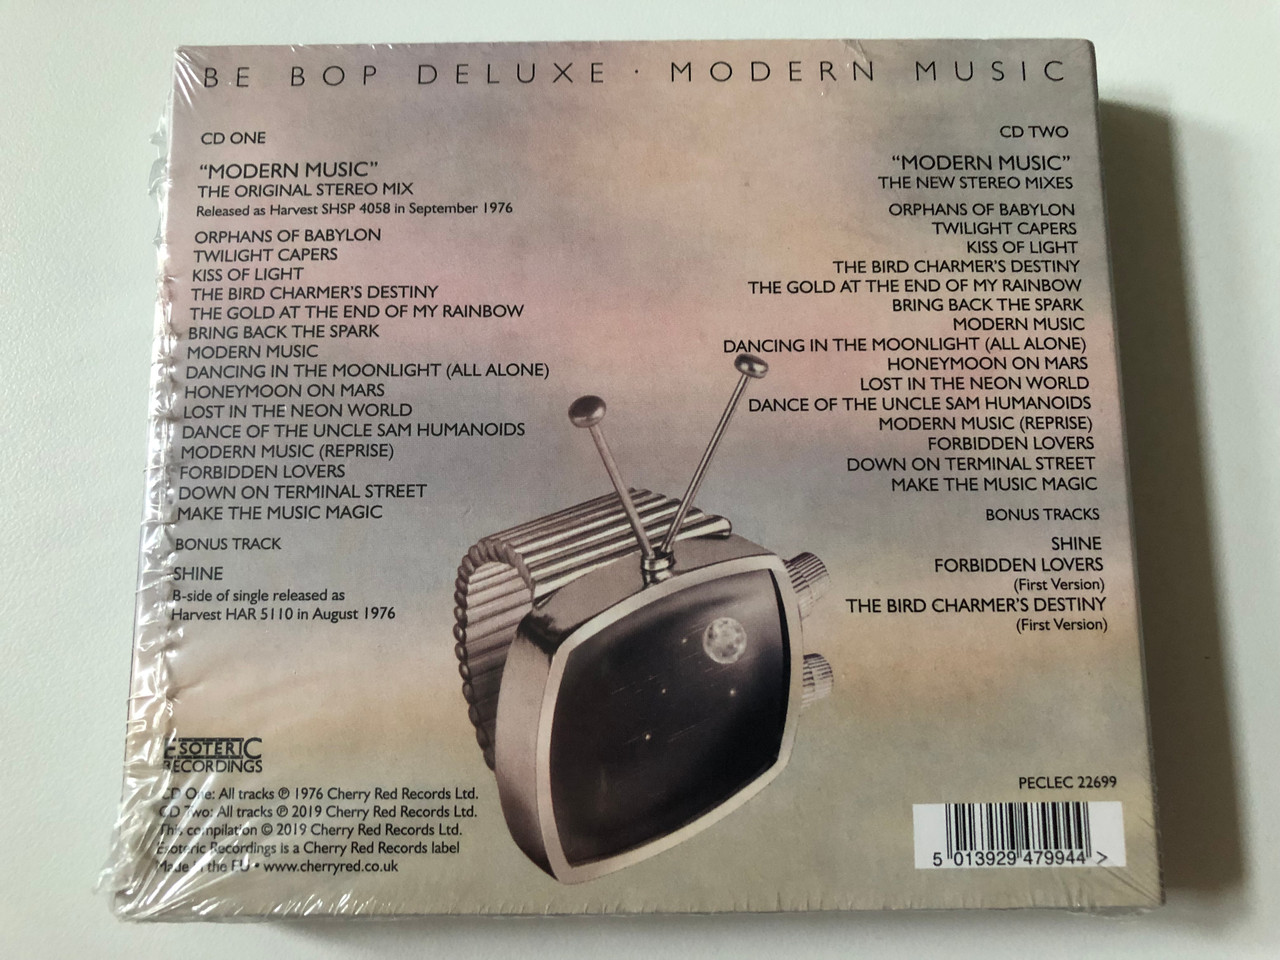 BE BOP DELUXE · MODERN MUSIC
CD ONE
"MODERN MUSIC"
THE ORIGINAL STEREO MIX
Released as Harvest SHSP 4058 in September 1976
ORPHANS OF BABYLON
TWILIGHT CAPERS
KISS OF LIGHT
THE BIRD CHARMER'S DESTINY
THE GOLD AT THE END OF MY RAINBOW
BRING BACK THE SPARK
MODERN MUSIC
DANCING IN THE MOONLIGHT (ALL ALONE)
HONEYMOON ON MARS
LOST IN THE NEON WORLD
DANCE OF THE UNCLE SAM HUMANOIDS
MODERN MUSIC (REPRISE)
FORBIDDEN LOVERS
DOWN ON TERMINAL STREET
MAKE THE MUSIC MAGIC
BONUS TRACK
SHINE
B-side of single released as
Harvest HAR 5110 in August 1976
CD TWO
"MODERN MUSIC"
THE NEW STEREO MIXES
ORPHANS OF BABYLON
TWILIGHT CAPERS
KISS OF LIGHT
THE BIRD CHARMER'S DESTINY
THE GOLD AT THE END OF MY RAINBOW
BRING BACK THE SPARK
MODERN MUSIC
DANCING IN THE MOONLIGHT (ALL ALONE)
HONEYMOON ON MARS
LOST IN THE NEON WORLD
DANCE OF THE UNCLE SAM HUMANOIDS
MODERN MUSIC (REPRISE)
FORBIDDEN LOVERS
DOWN ON TERMINAL STREET
MAKE THE MUSIC MAGIC
BONUS TRACKS
SHINE
FORBIDDEN LOVERS
(First Version)
THE BIRD CHARMER'S DESTINY
(First Version)
ESOTERIC
RECORDINGS
CD One: All tracks ℗ 1976 Cherry Red Records Ltd.
CD Two: All tracks ℗ 2019 Cherry Red Records Ltd.
This compilation © 2019 Cherry Red Records Ltd.
Esoteric Recordings is a Cherry Red Records label
Made in the EU • www.cherryred.co.uk
PECLEC 22699
5 013929 479944 >